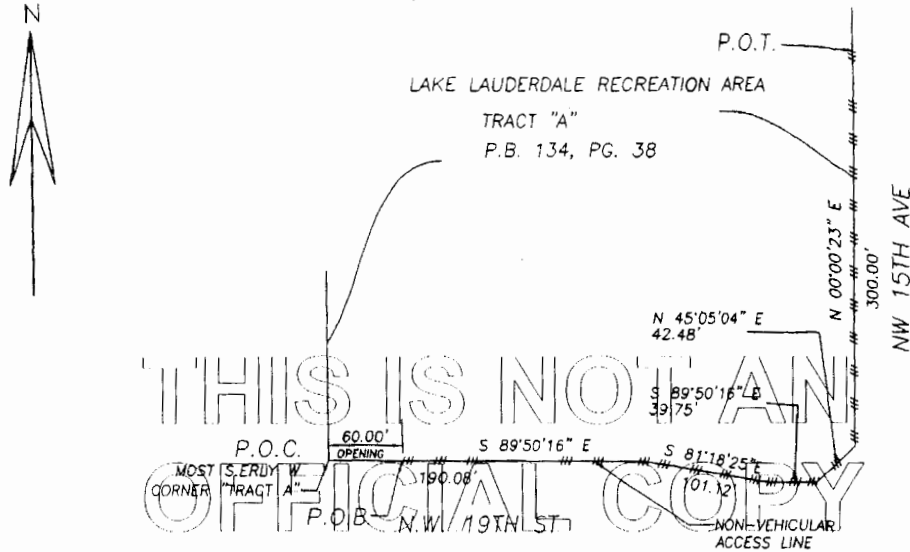 N
P.O.T.
LAKE LAUDERDALE RECREATION AREA
TRACT "A"
P.B. 134, PG. 38
N 00°00'23" E
300.00'
NW 15TH AVE
N 45°05'04" E
42.48'
S 89°50'16" E
39.75'
THIS IS NOT AN
OFFICIAL COPY
P.O.C.
MOST S.ERLY W.
CORNER "TRACT A"
60.00'
OPENING
S 89°50'16" E
190.08'
S 81°18'25" E
101.12'
P.O.B.
N.W. 19TH ST.
NON-VEHICULAR
ACCESS LINE